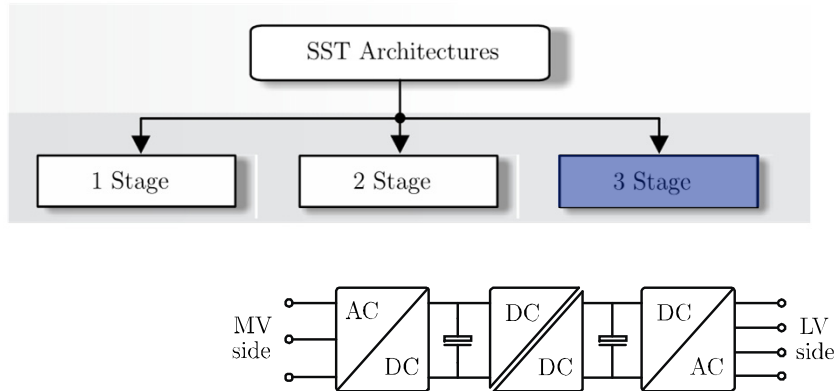 SST Architectures
1 Stage
2 Stage
3 Stage
MV
side
AC
DC
DC
DC
DC
AC
LV
side